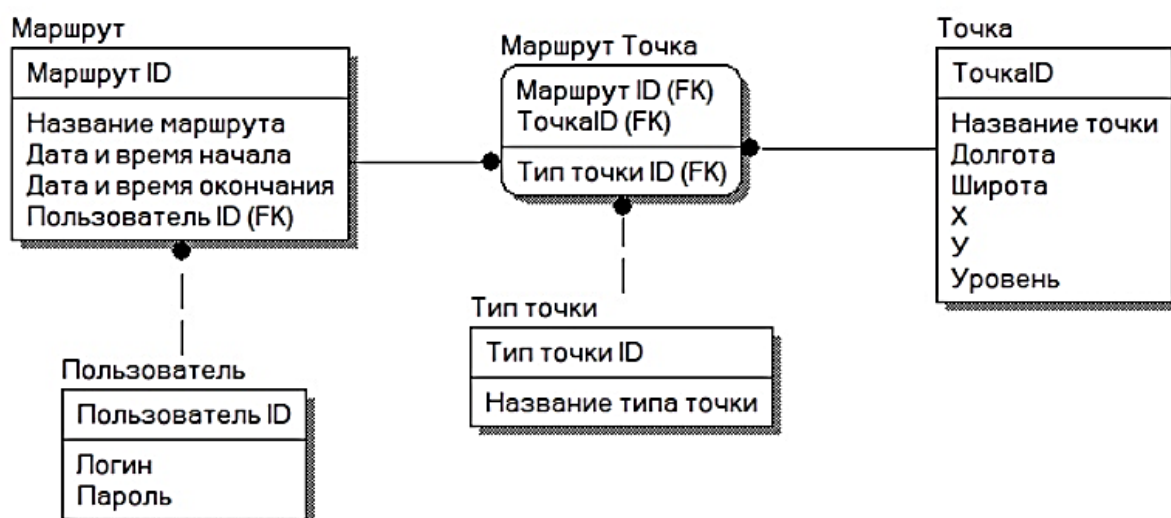 Маршрут
Маршрут ID
Название маршрута
Дата и время начала
Дата и время окончания
Пользователь ID (FK)
Маршрут Точка
Маршрут ID (FK)
ТочкаID (FK)
Тип точки ID (FK)
Точка
ТочкаID
Название точки
Долгота
Широта
X
У
Уровень
Тип точки
Тип точки ID
Название типа точки
Пользователь
Пользователь ID
Логин
Пароль